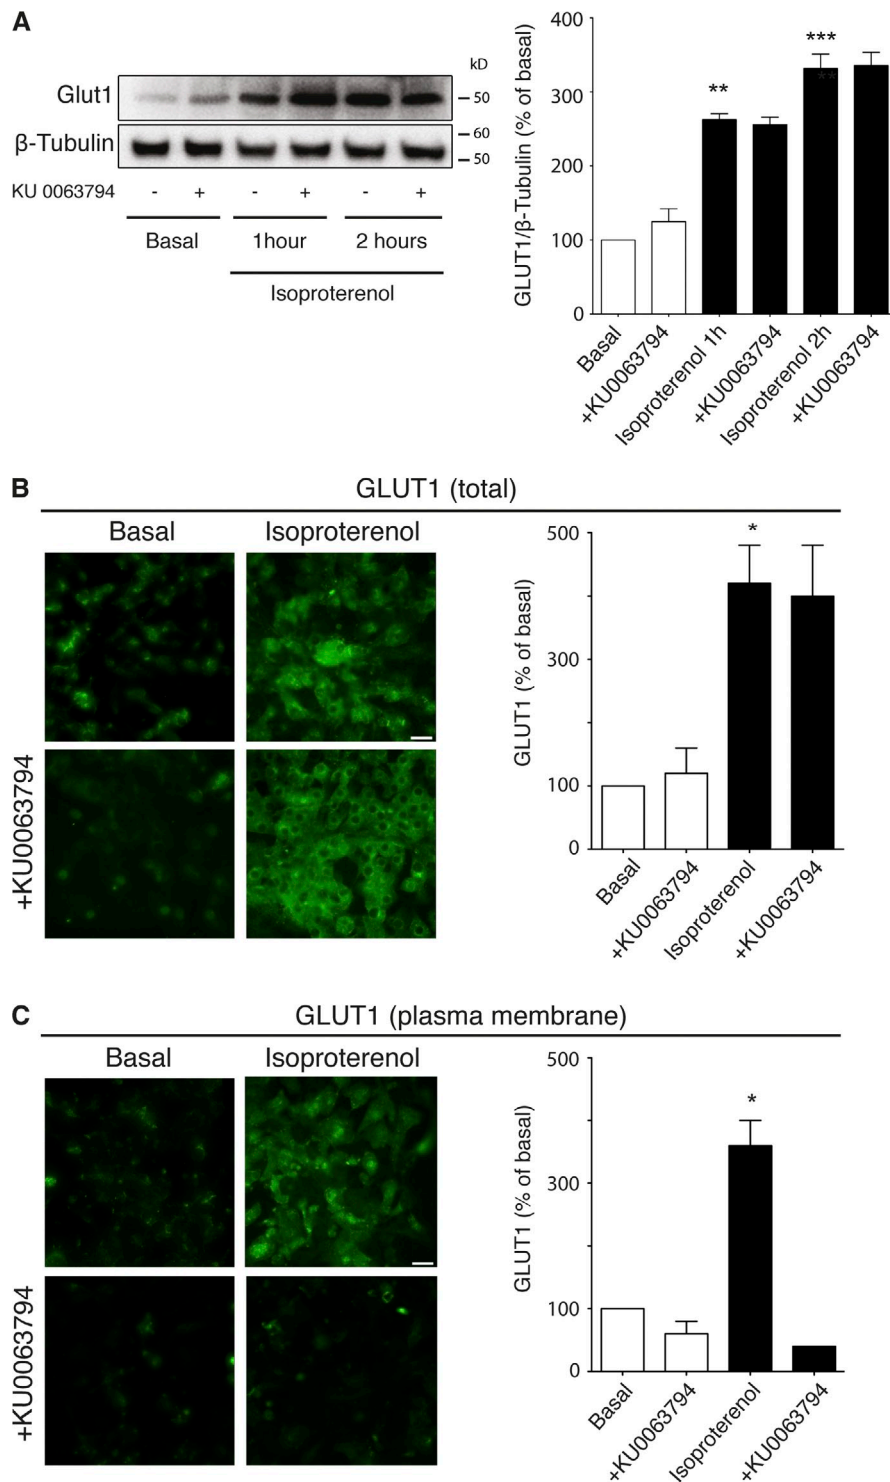 A
kD
Glut1
– 50
β-Tubulin
– 60
– 50
KU 0063794 - + - + - +
Basal 1hour 2 hours
Isoproterenol
GLUT1/β-Tubulin (% of basal)
400
300
200
100
0
**
***
**
Basal
+KU0063794
Isoproterenol 1h
+KU0063794
Isoproterenol 2h
+KU0063794
B
GLUT1 (total)
Basal Isoproterenol
+KU0063794
GLUT1 (% of basal)
500
300
100
0
*
Basal
+KU0063794
Isoproterenol
+KU0063794
C
GLUT1 (plasma membrane)
Basal Isoproterenol
+KU0063794
GLUT1 (% of basal)
500
300
100
0
*
Basal
+KU0063794
Isoproterenol
+KU0063794